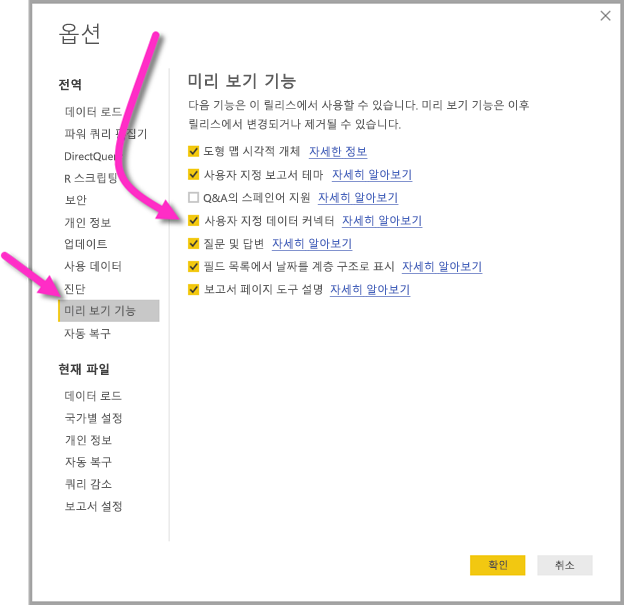 옵션
전역
데이터 로드
파워 쿼리 편집기
DirectQuery
R 스크립팅
보안
개인 정보
업데이트
사용 데이터
진단
미리 보기 기능
자동 복구
현재 파일
데이터 로드
국가별 설정
개인 정보
자동 복구
쿼리 감소
보고서 설정
미리 보기 기능
다음 기능은 이 릴리스에서 사용할 수 있습니다. 미리 보기 기능은 이후
릴리스에서 변경되거나 제거될 수 있습니다.
도형 맵 시각적 개체 자세한 정보
사용자 지정 보고서 테마 자세히 알아보기
Q&A의 스페인어 지원 자세히 알아보기
사용자 지정 데이터 커넥터 자세히 알아보기
질문 및 답변 자세히 알아보기
필드 목록에서 날짜를 계층 구조로 표시 자세히 알아보기
보고서 페이지 도구 설명 자세히 알아보기
확인 취소